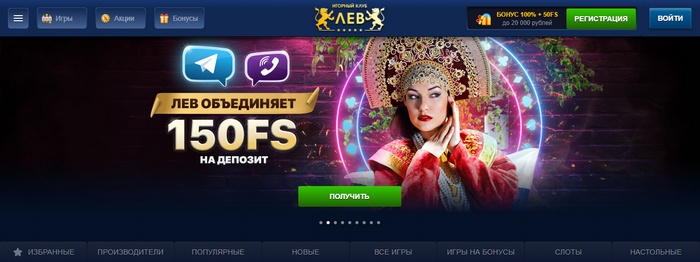 Игры
Акции
Бонусы
ИГОРНЫЙ КЛУБ
ЛЕВ
БОНУС 100% + 50FS
до 20 000 рублей
РЕГИСТРАЦИЯ
ВОЙТИ
ЛЕВ ОБЪЕДИНЯЕТ
150FS
НА ДЕПОЗИТ
ПОЛУЧИТЬ
ИЗБРАННЫЕ
ПРОИЗВОДИТЕЛИ
ПОПУЛЯРНЫЕ
НОВЫЕ
ВСЕ ИГРЫ
ИГРЫ НА БОНУСЫ
СЛОТЫ
НАСТОЛЬНЫЕ